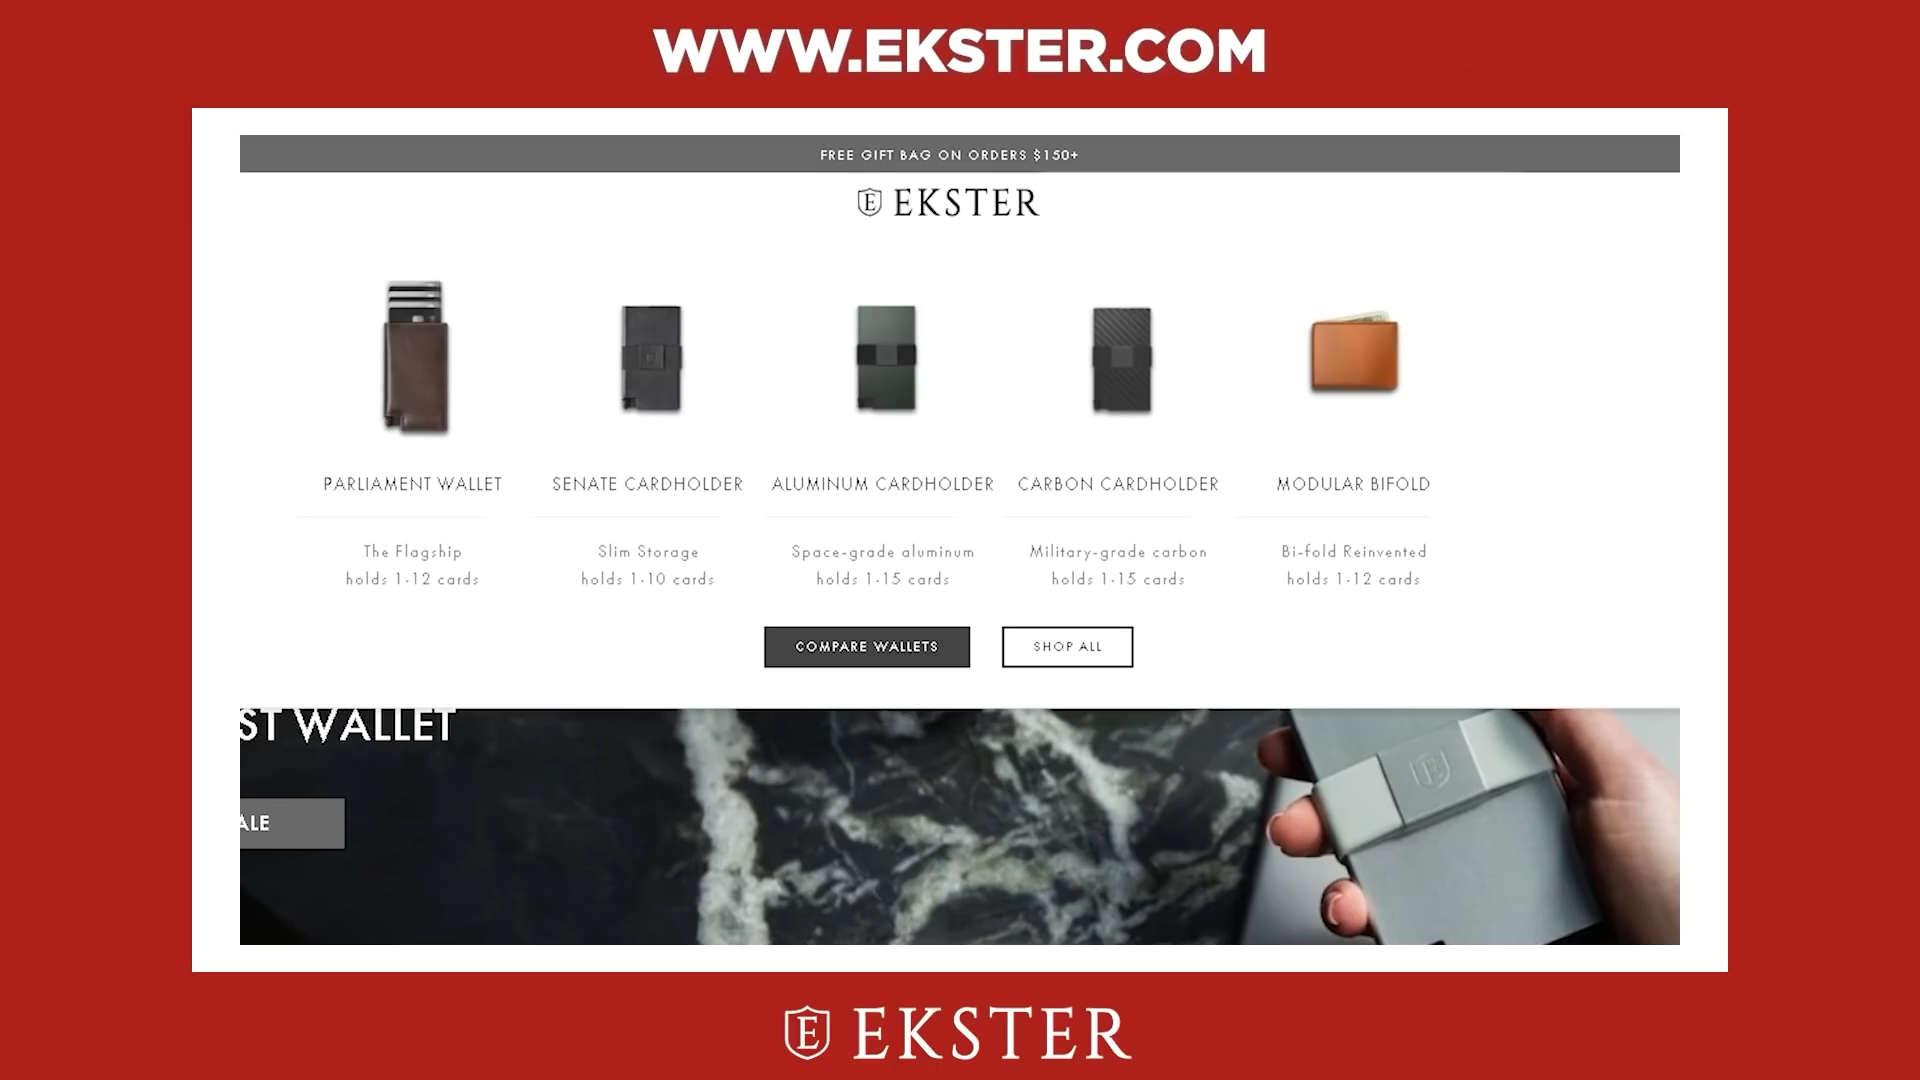 WWW.EKSTER.COM
FREE GIFT BAG ON ORDERS $150+
E EKSTER
PARLIAMENT WALLET
SENATE CARDHOLDER
ALUMINUM CARDHOLDER
CARBON CARDHOLDER
MODULAR BIFOLD
The Flagship
holds 1-12 cards
Slim Storage
holds 1-10 cards
Space-grade aluminum
holds 1-15 cards
Military-grade carbon
holds 1-15 cards
Bi-fold Reinvented
holds 1-12 cards
COMPARE WALLETS
SHOP ALL
ST WALLET
ALE
E
E EKSTER